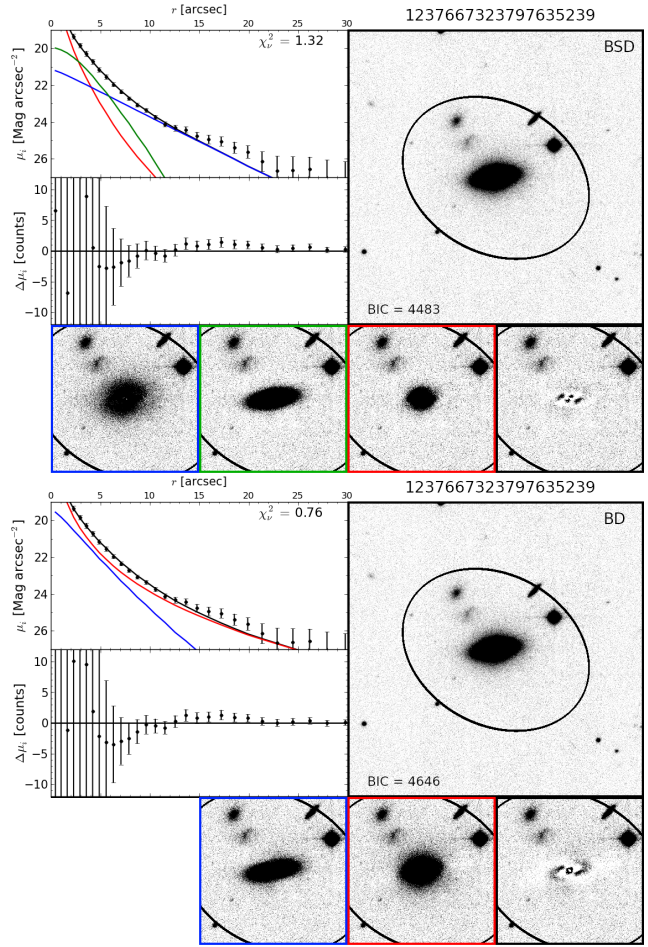 r [arcsec]
0 5 10 15 20 25 30
1237667323797635239
χ²ν = 1.32
BSD
μi [Mag arcsec−2]
20
22
24
26
Δμi [counts]
10
5
0
−5
−10
BIC = 4483
r [arcsec]
0 5 10 15 20 25 30
1237667323797635239
χ²ν = 0.76
BD
μi [Mag arcsec−2]
20
22
24
26
Δμi [counts]
10
5
0
−5
−10
BIC = 4646